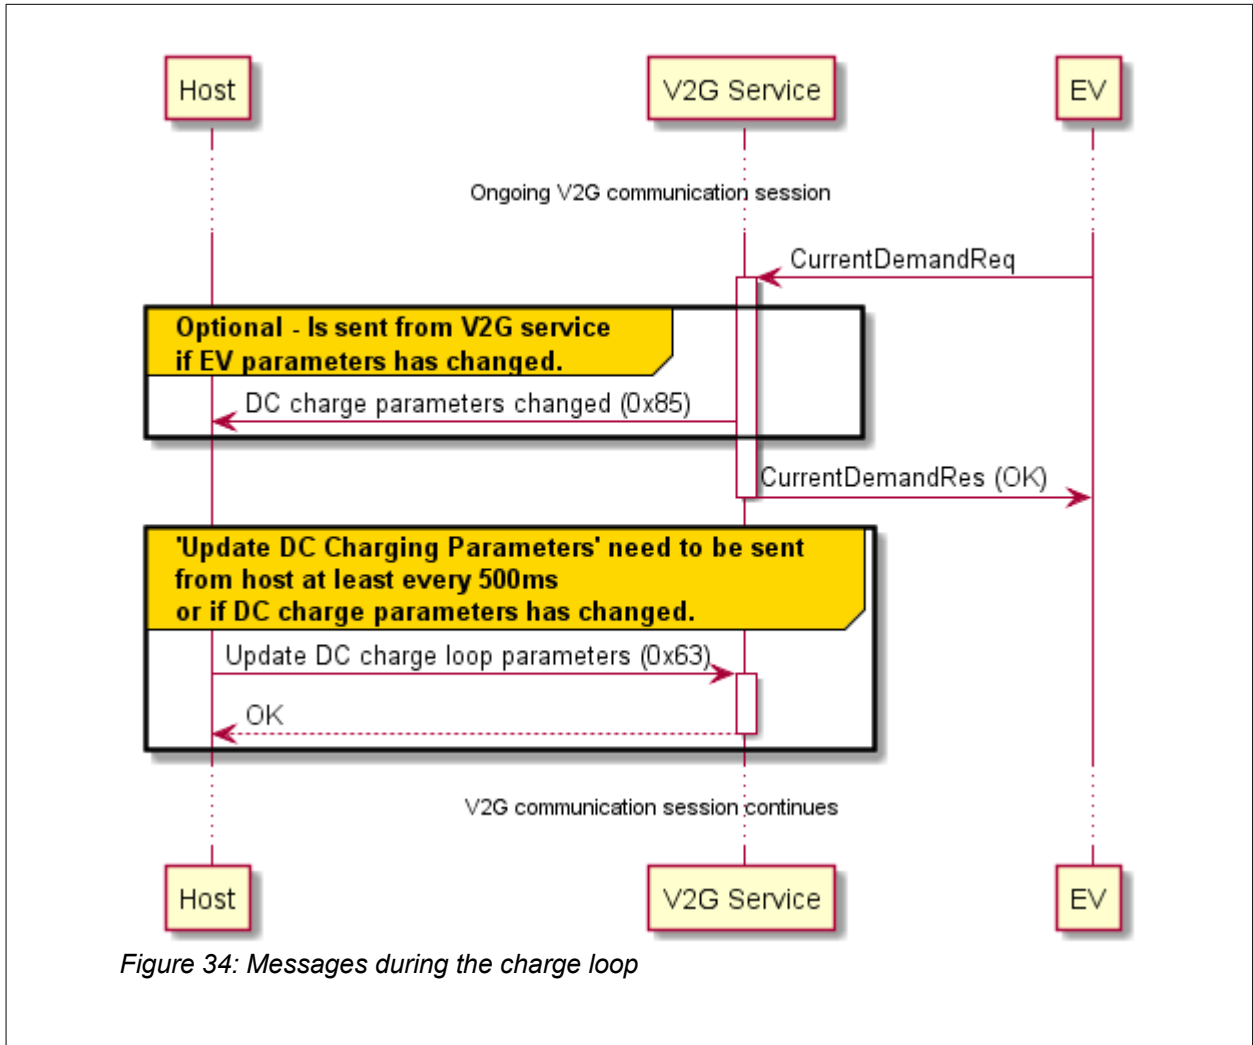 Host
V2G Service
EV
Ongoing V2G communication session
CurrentDemandReq
Optional - Is sent from V2G service
if EV parameters has changed.
DC charge parameters changed (0x85)
CurrentDemandRes (OK)
'Update DC Charging Parameters' need to be sent
from host at least every 500ms
or if DC charge parameters has changed.
Update DC charge loop parameters (0x63)
OK
V2G communication session continues
Host
V2G Service
EV
Figure 34: Messages during the charge loop